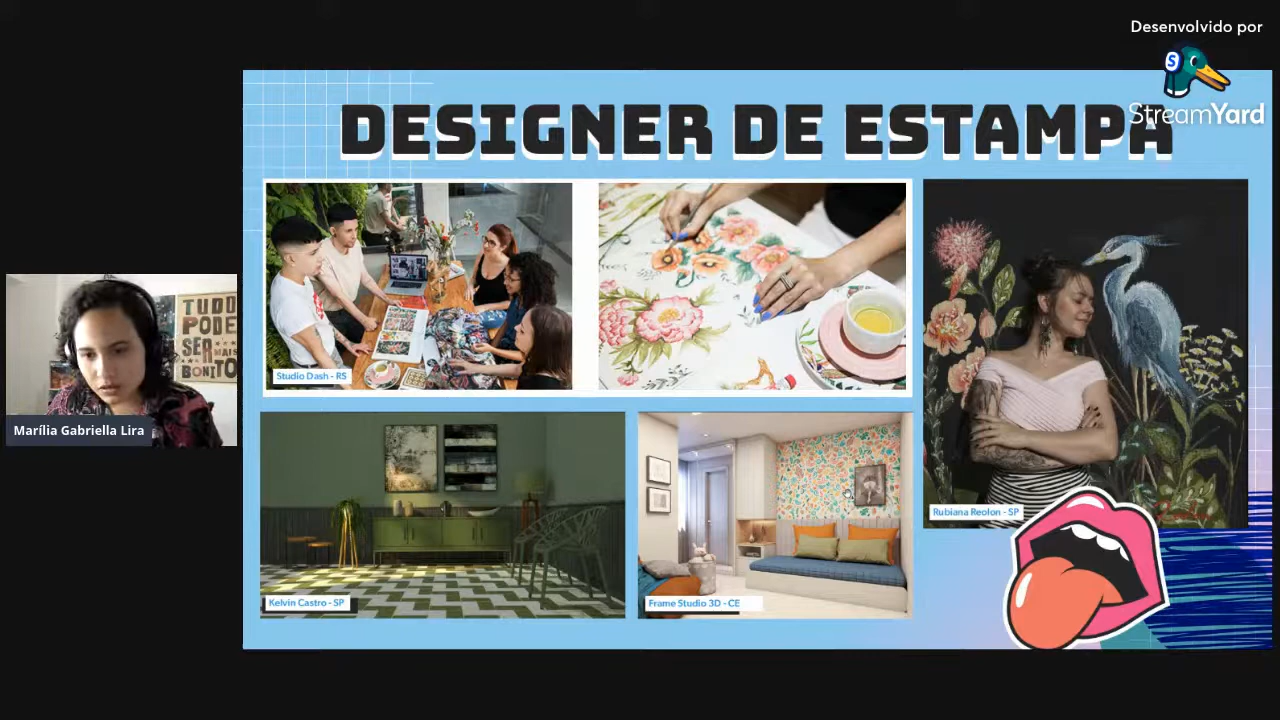 Desenvolvido por
S
StreamYard
DESIGNER DE ESTAMPA
Studio Dash - RS
TUDO
PODE
SER MAIS
BONITO
Marília Gabriella Lira
Rubiana Reolon - SP
Kelvin Castro - SP
Frame Studio 3D - CE